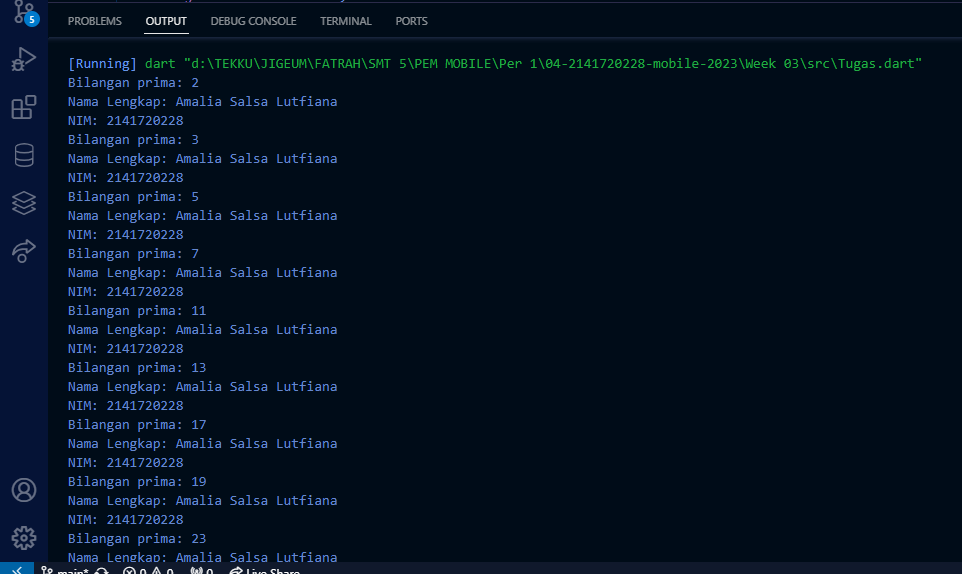 PROBLEMS OUTPUT DEBUG CONSOLE TERMINAL PORTS
5
[Running] dart "d:\TEKKU\JIGEUM\FATRAH\SMT 5\PEM MOBILE\Per 1\04-2141720228-mobile-2023\Week 03\src\Tugas.dart"
Bilangan prima: 2
Nama Lengkap: Amalia Salsa Lutfiana
NIM: 2141720228
Bilangan prima: 3
Nama Lengkap: Amalia Salsa Lutfiana
NIM: 2141720228
Bilangan prima: 5
Nama Lengkap: Amalia Salsa Lutfiana
NIM: 2141720228
Bilangan prima: 7
Nama Lengkap: Amalia Salsa Lutfiana
NIM: 2141720228
Bilangan prima: 11
Nama Lengkap: Amalia Salsa Lutfiana
NIM: 2141720228
Bilangan prima: 13
Nama Lengkap: Amalia Salsa Lutfiana
NIM: 2141720228
Bilangan prima: 17
Nama Lengkap: Amalia Salsa Lutfiana
NIM: 2141720228
Bilangan prima: 19
Nama Lengkap: Amalia Salsa Lutfiana
NIM: 2141720228
Bilangan prima: 23
Nama Lengkap: Amalia Salsa Lutfiana
main* 0 0 0 Live Share